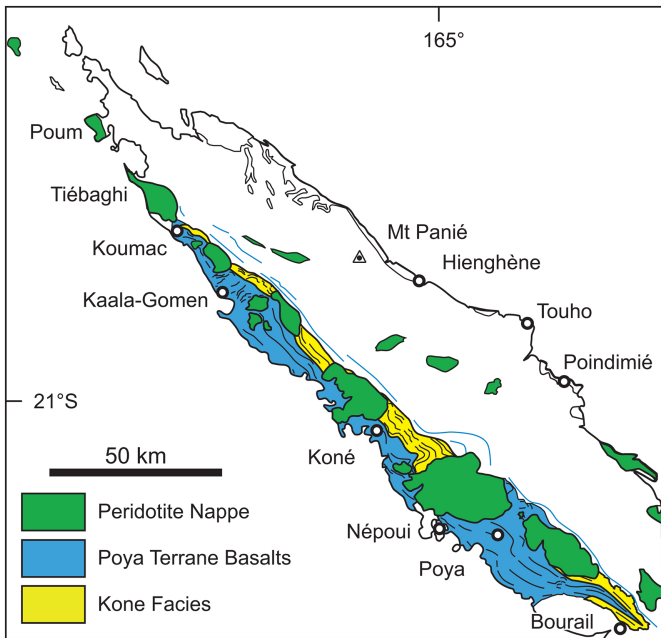 165°
Poum
Tiébaghi
Mt Panié
Koumac
Hienghène
Kaala-Gomen
Touho
Poindimié
21°S
50 km
Koné
Peridotite Nappe
Népoui
Poya Terrane Basalts
Poya
Kone Facies
Bourail